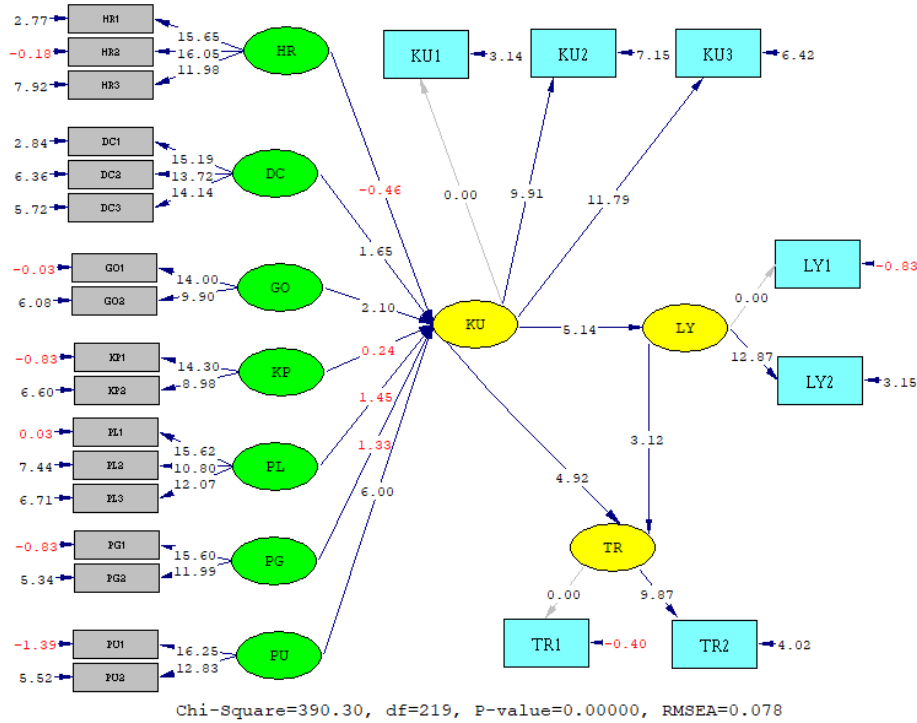 2.77 HR1 15.65 HR KU1 3.14 KU2 7.15 KU3 6.42
-0.18 HR2 16.05
7.92 HR3 11.98
2.84 DC1 15.19 DC -0.46 0.00 9.91 11.79
6.36 DC2 13.72
5.72 DC3 14.14
1.65
-0.03 GO1 14.00 GO LY1 -0.83
6.08 GO2 9.90 2.10 0.00
KU 5.14 LY
-0.83 KP1 14.30 KP 0.24 12.87
6.60 KP2 8.98 LY2 3.15
1.45
0.03 PL1 15.62 PL 1.33 3.12
7.44 PL2 10.80
6.71 PL3 12.07
6.00 4.92
-0.83 PG1 15.60 PG TR
5.34 PG2 11.99
0.00 9.87
-1.39 PU1 16.25 PU TR1 -0.40 TR2 4.02
5.52 PU2 12.83
Chi-Square=390.30, df=219, P-value=0.00000, RMSEA=0.078